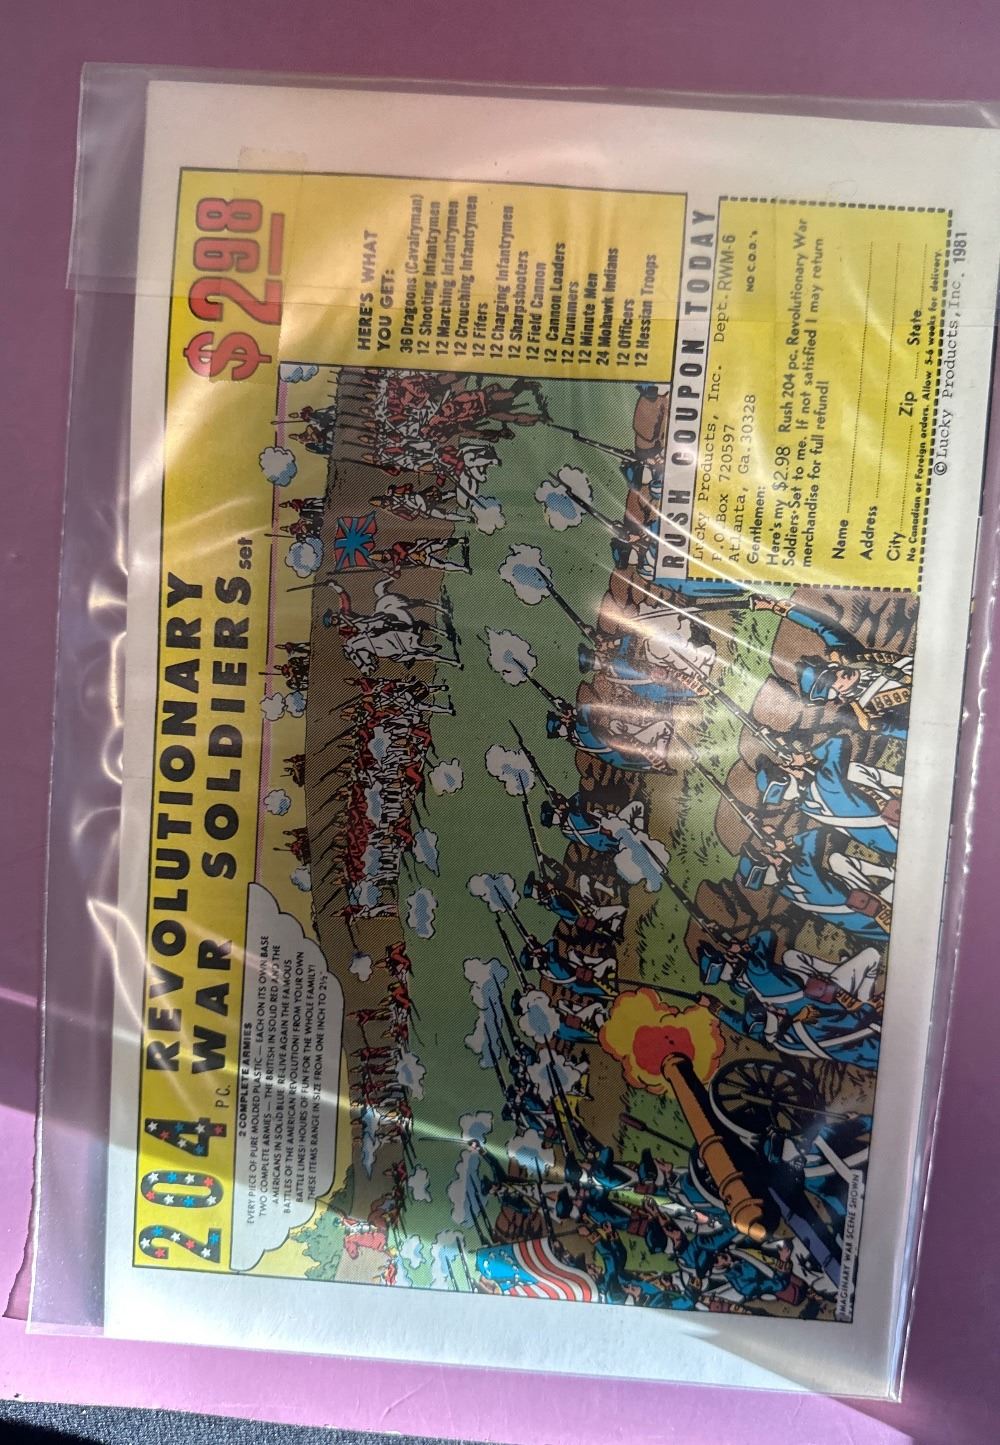 204 REVOLUTIONARY
PC. WAR SOLDIERS set
$2.98
2 COMPLETE ARMIES
EVERY PIECE OF PURE MOLDED PLASTIC — EACH ON ITS OWN BASE
TWO COMPLETE ARMIES — THE BRITISH IN SOLID RED AND THE
AMERICANS IN SOLID BLUE! RE-LIVE AGAIN THE FAMOUS
BATTLES OF THE AMERICAN REVOLUTION! FROM YOUR OWN
BATTLE LINES! HOURS OF FUN FOR THE WHOLE FAMILY!
THESE ITEMS RANGE IN SIZE FROM ONE INCH TO 2½"
HERE'S WHAT
YOU GET:
36 Dragoons (Cavalryman)
12 Shooting Infantrymen
12 Marching Infantrymen
12 Crouching Infantrymen
12 Fifers
12 Charging Infantrymen
12 Sharpshooters
12 Field Cannon
12 Cannon Loaders
12 Drummers
12 Minute Men
24 Mohawk Indians
12 Officers
12 Hessian Troops
RUSH COUPON TODAY
Lucky Products, Inc. Dept. RWM-6
P.O. Box 720597
Atlanta, Ga. 30328 NO C.O.D.'s
Gentlemen:
Here's my $2.98 Rush 204 pc. Revolutionary War
Soldiers Set to me. If not satisfied I may return
merchandise for full refund!
Name
Address
City Zip State
No Canadian or Foreign orders. Allow 5-6 weeks for delivery.
© Lucky Products, Inc. 1981
IMAGINARY WAR SCENE SHOWN